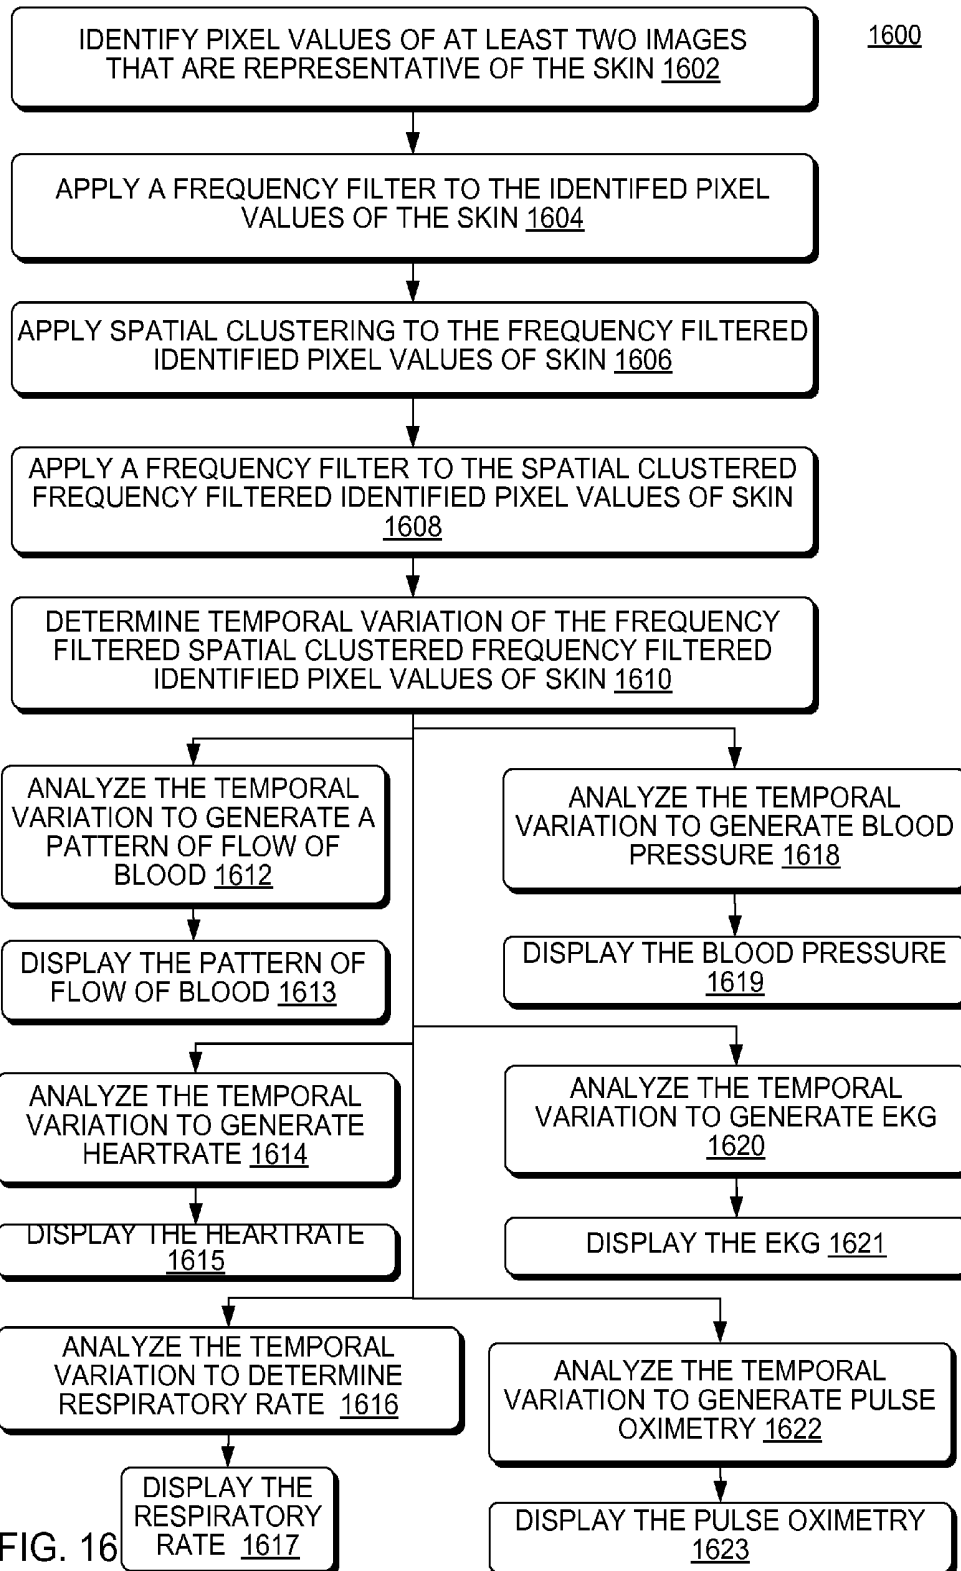 IDENTIFY PIXEL VALUES OF AT LEAST TWO IMAGES
THAT ARE REPRESENTATIVE OF THE SKIN 1602
1600
APPLY A FREQUENCY FILTER TO THE IDENTIFED PIXEL
VALUES OF THE SKIN 1604
APPLY SPATIAL CLUSTERING TO THE FREQUENCY FILTERED
IDENTIFIED PIXEL VALUES OF SKIN 1606
APPLY A FREQUENCY FILTER TO THE SPATIAL CLUSTERED
FREQUENCY FILTERED IDENTIFIED PIXEL VALUES OF SKIN
1608
DETERMINE TEMPORAL VARIATION OF THE FREQUENCY
FILTERED SPATIAL CLUSTERED FREQUENCY FILTERED
IDENTIFIED PIXEL VALUES OF SKIN 1610
ANALYZE THE TEMPORAL
VARIATION TO GENERATE A
PATTERN OF FLOW OF
BLOOD 1612
ANALYZE THE TEMPORAL
VARIATION TO GENERATE BLOOD
PRESSURE 1618
DISPLAY THE PATTERN OF
FLOW OF BLOOD 1613
DISPLAY THE BLOOD PRESSURE
1619
ANALYZE THE TEMPORAL
VARIATION TO GENERATE
HEARTRATE 1614
ANALYZE THE TEMPORAL
VARIATION TO GENERATE EKG
1620
DISPLAY THE HEARTRATE
1615
DISPLAY THE EKG 1621
ANALYZE THE TEMPORAL
VARIATION TO DETERMINE
RESPIRATORY RATE 1616
ANALYZE THE TEMPORAL
VARIATION TO GENERATE PULSE
OXIMETRY 1622
DISPLAY THE
RESPIRATORY
RATE 1617
DISPLAY THE PULSE OXIMETRY
1623
FIG. 16